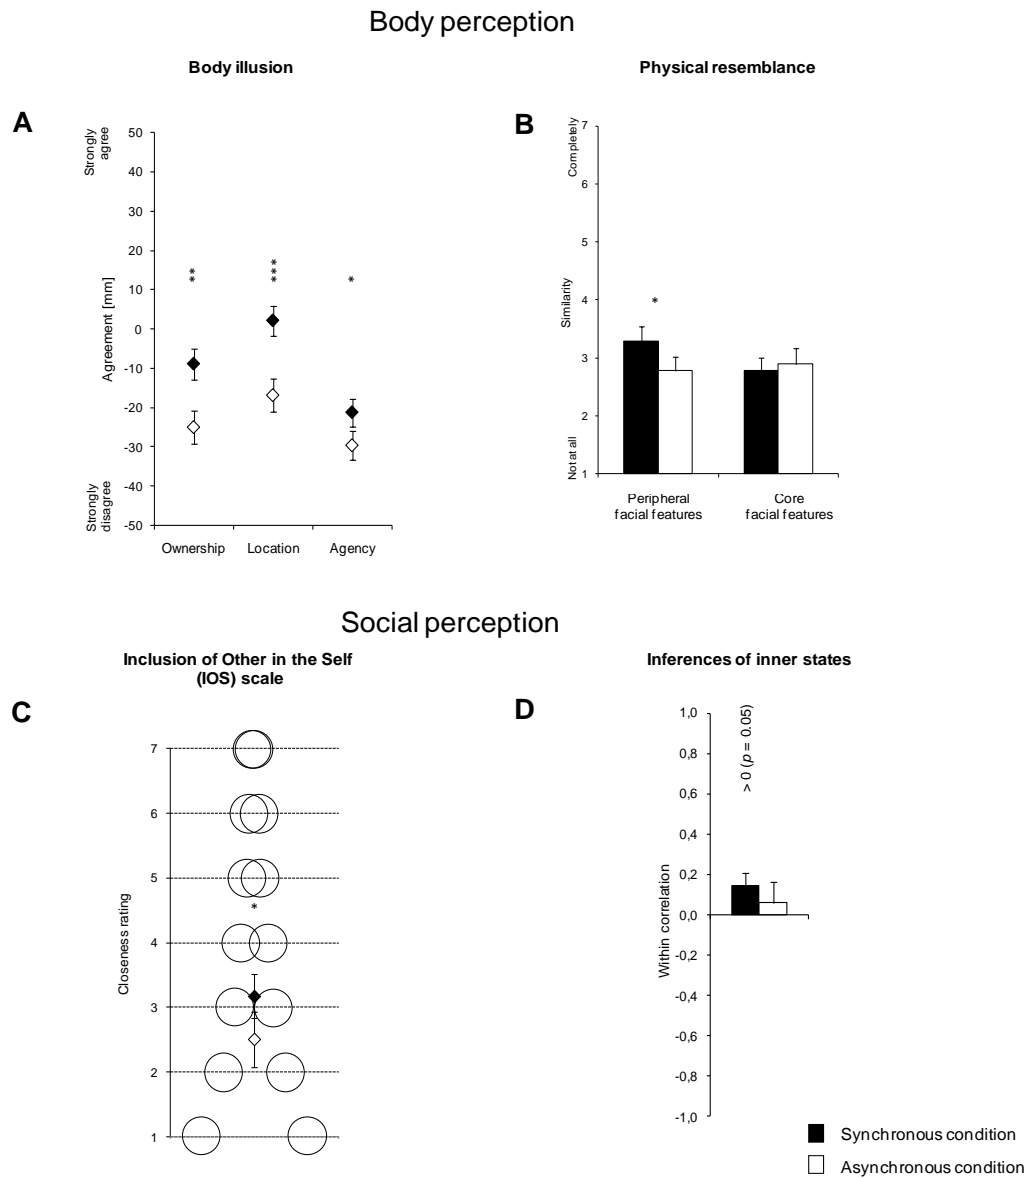 Body perception
Body illusion
Physical resemblance
A
Strongly
agree
50
40
30
20
10
0
-10
-20
-30
-40
-50
Agreement [mm]
Strongly
disagree
**
***
*
Ownership
Location
Agency
B
Completely
7
6
5
4
3
2
1
Similarity
Not at all
*
Peripheral
facial features
Core
facial features
Social perception
Inclusion of Other in the Self
(IOS) scale
Inferences of inner states
C
7
6
5
4
3
2
1
Closeness rating
*
D
1,0
0,8
0,6
0,4
0,2
0,0
-0,2
-0,4
-0,6
-0,8
-1,0
Within correlation
> 0 (p = 0.05)
Synchronous condition
Asynchronous condition